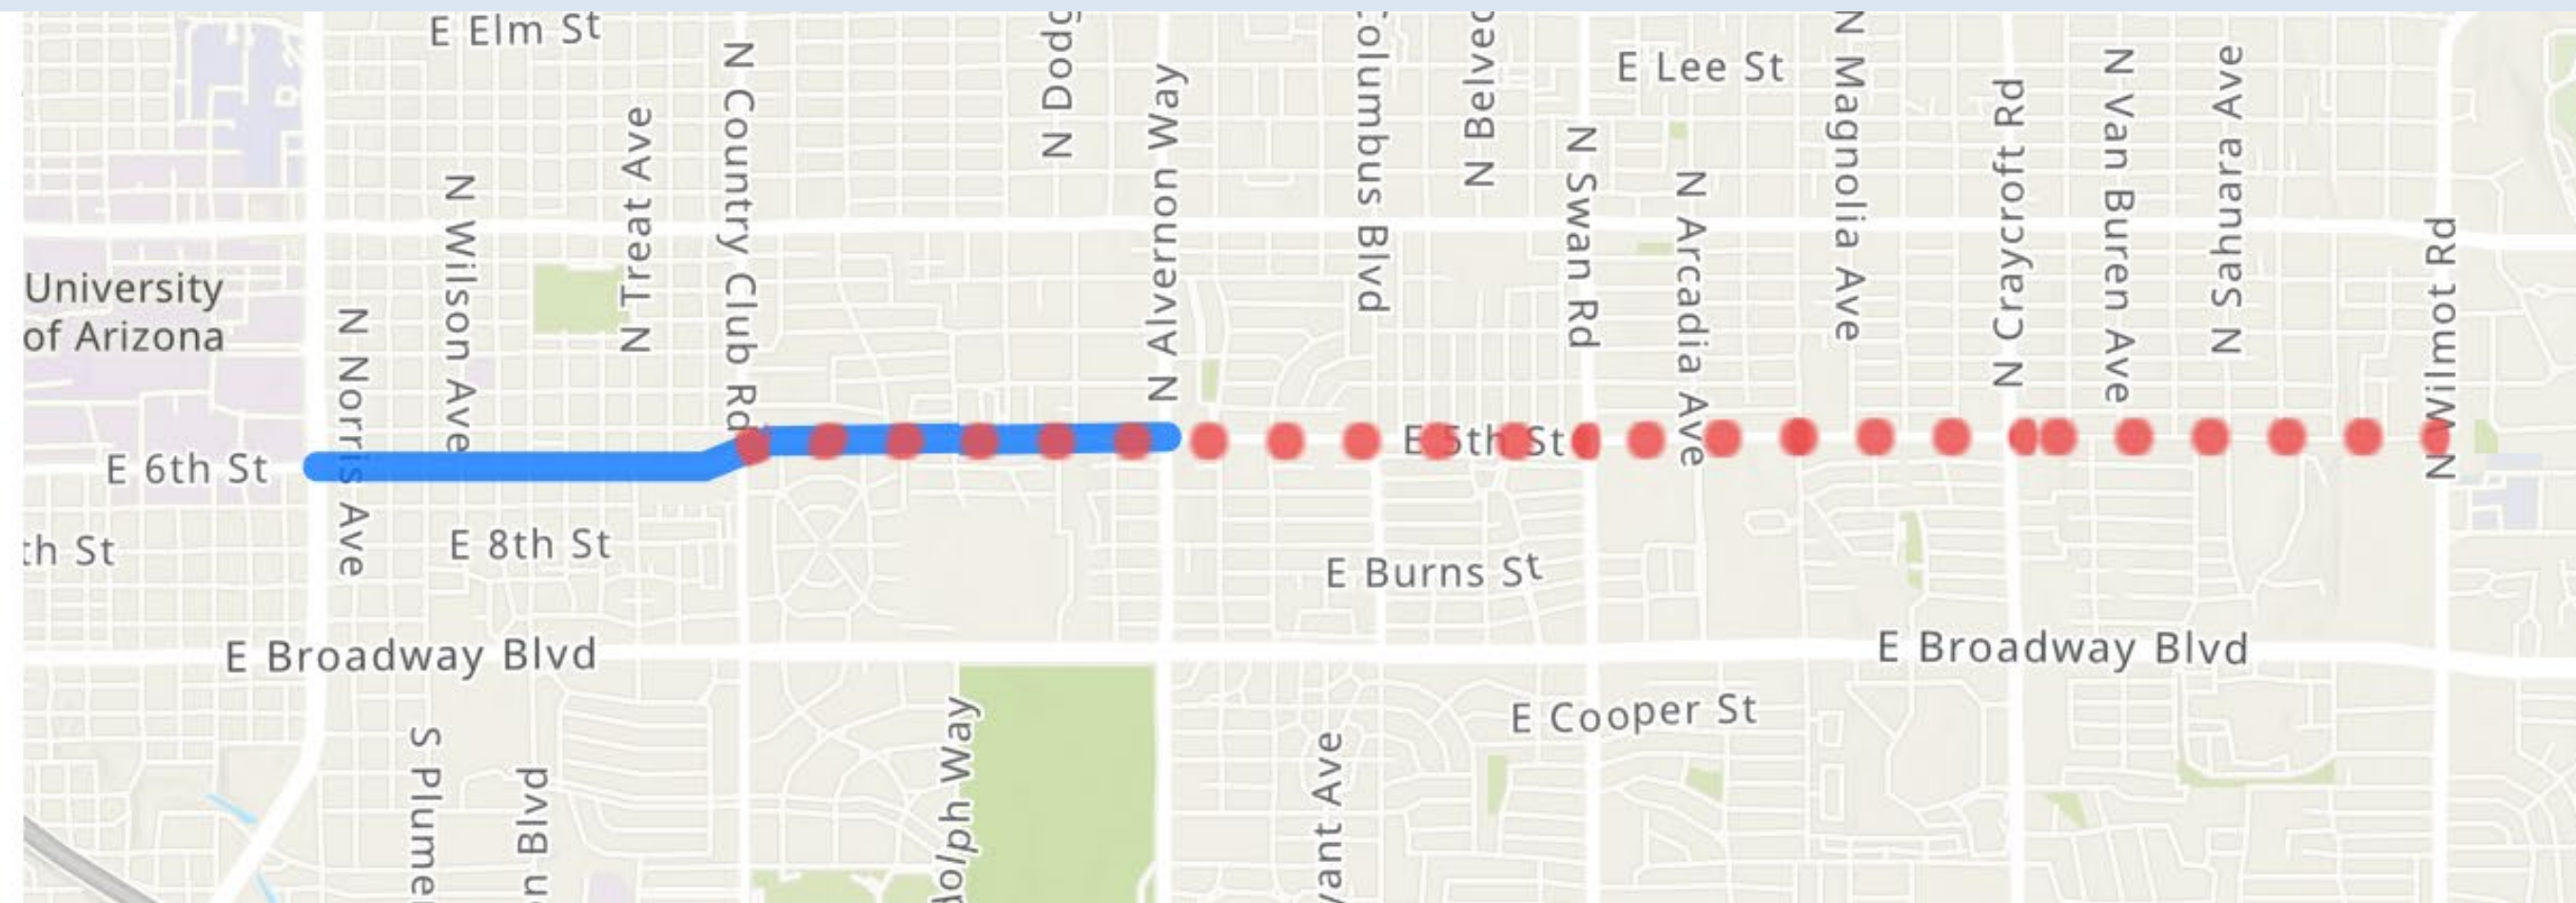 E Elm St
N Dodg
E Lee St
N Country Club Rd
N Alvernon Way
Columbus Blvd
N Belved
N Swan Rd
N Magnolia Ave
N Craycroft Rd
N Van Buren Ave
N Sahuara Ave
N Treat Ave
N Wilson Ave
N Arcadia Ave
N Wilmot Rd
University
of Arizona
N Norris Ave
E 6th St
E 5th St
E 8th St
th St
E Burns St
E Broadway Blvd
E Broadway Blvd
E Cooper St
S Plume
olph Way
vant Ave
Blvd